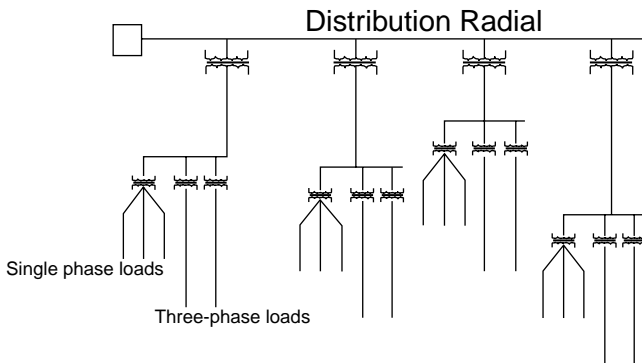 Distribution Radial
Single phase loads
Three-phase loads